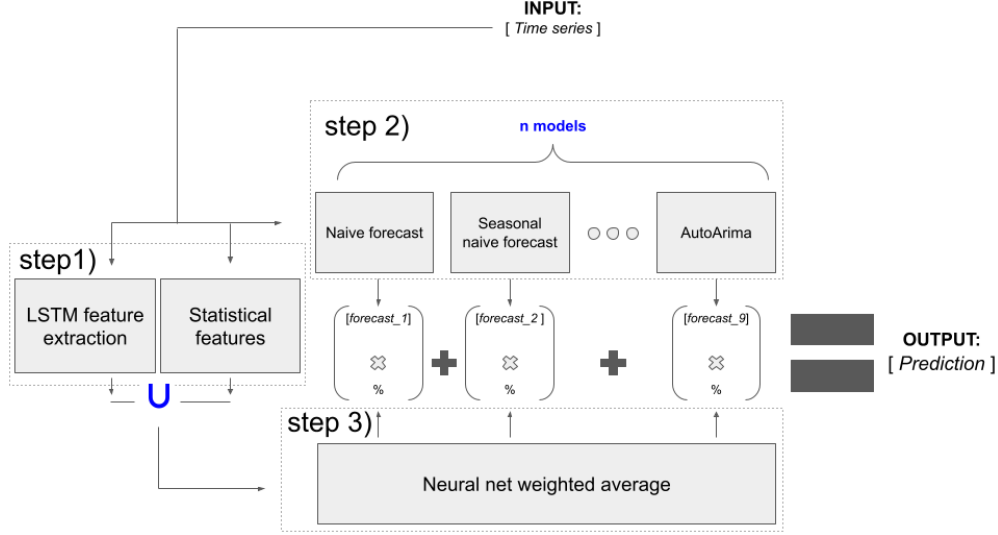 INPUT:
[ Time series ]
step 2)
n models
Naive forecast
Seasonal
naive forecast
AutoArima
step1)
LSTM feature
extraction
Statistical
features
[forecast_1]
[forecast_2 ]
[forecast_9]
%
%
%
OUTPUT:
[ Prediction ]
U
step 3)
Neural net weighted average